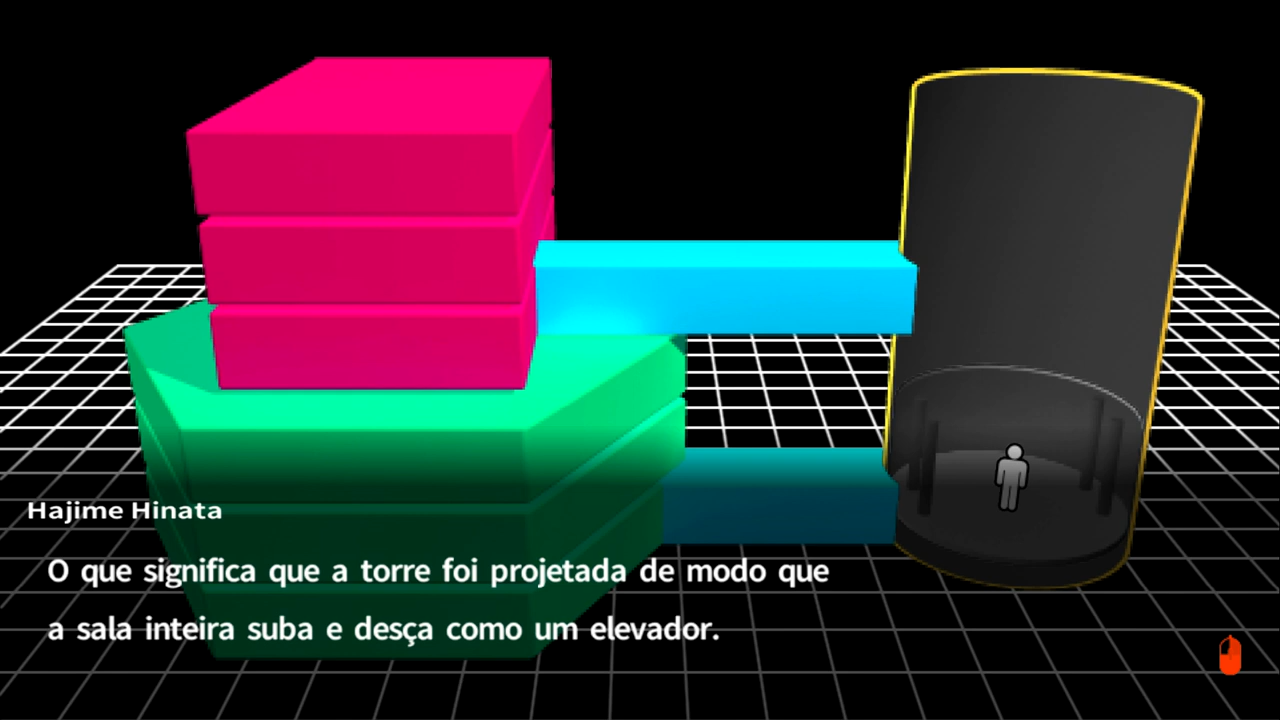 Hajime Hinata
O que significa que a torre foi projetada de modo que
a sala inteira suba e desça como um elevador.